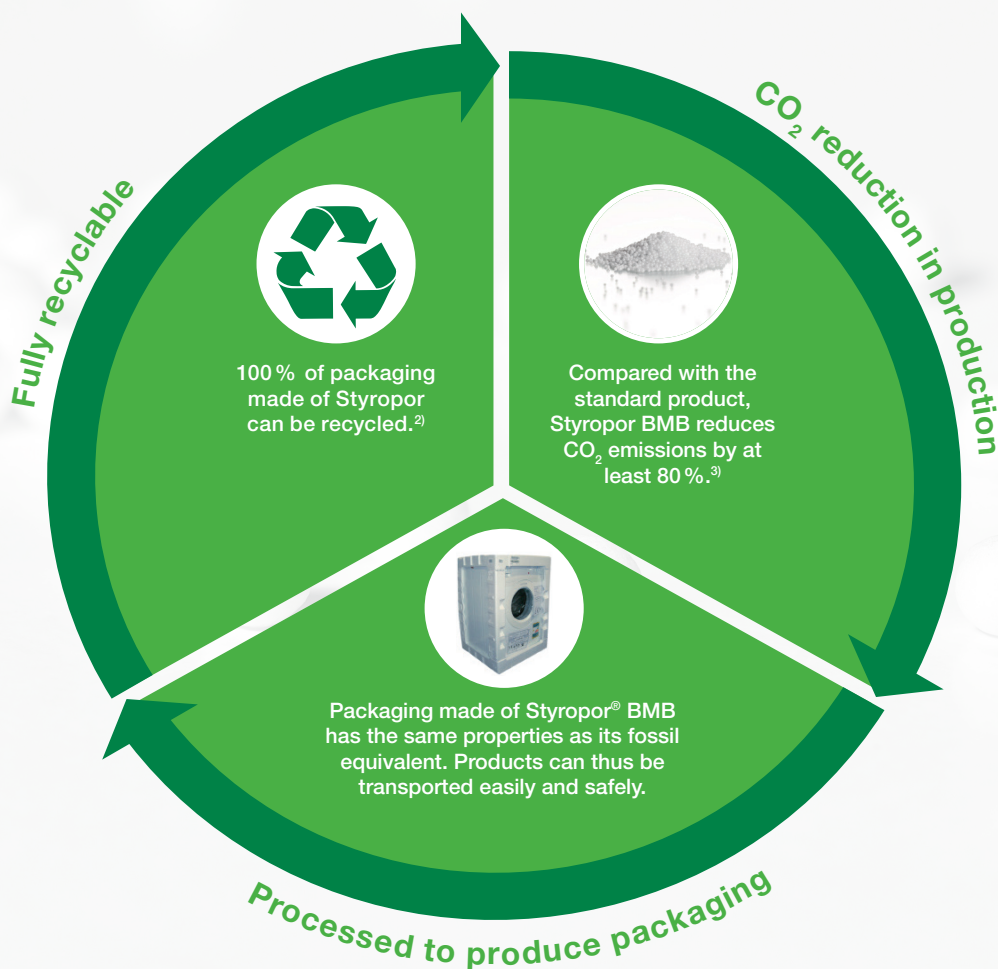 Fully recyclable
CO₂ reduction in production
100 % of packaging
made of Styropor
can be recycled.²⁾
Compared with the
standard product,
Styropor BMB reduces
CO₂ emissions by at
least 80 %.³⁾
Packaging made of Styropor® BMB
has the same properties as its fossil
equivalent. Products can thus be
transported easily and safely.
Processed to produce packaging